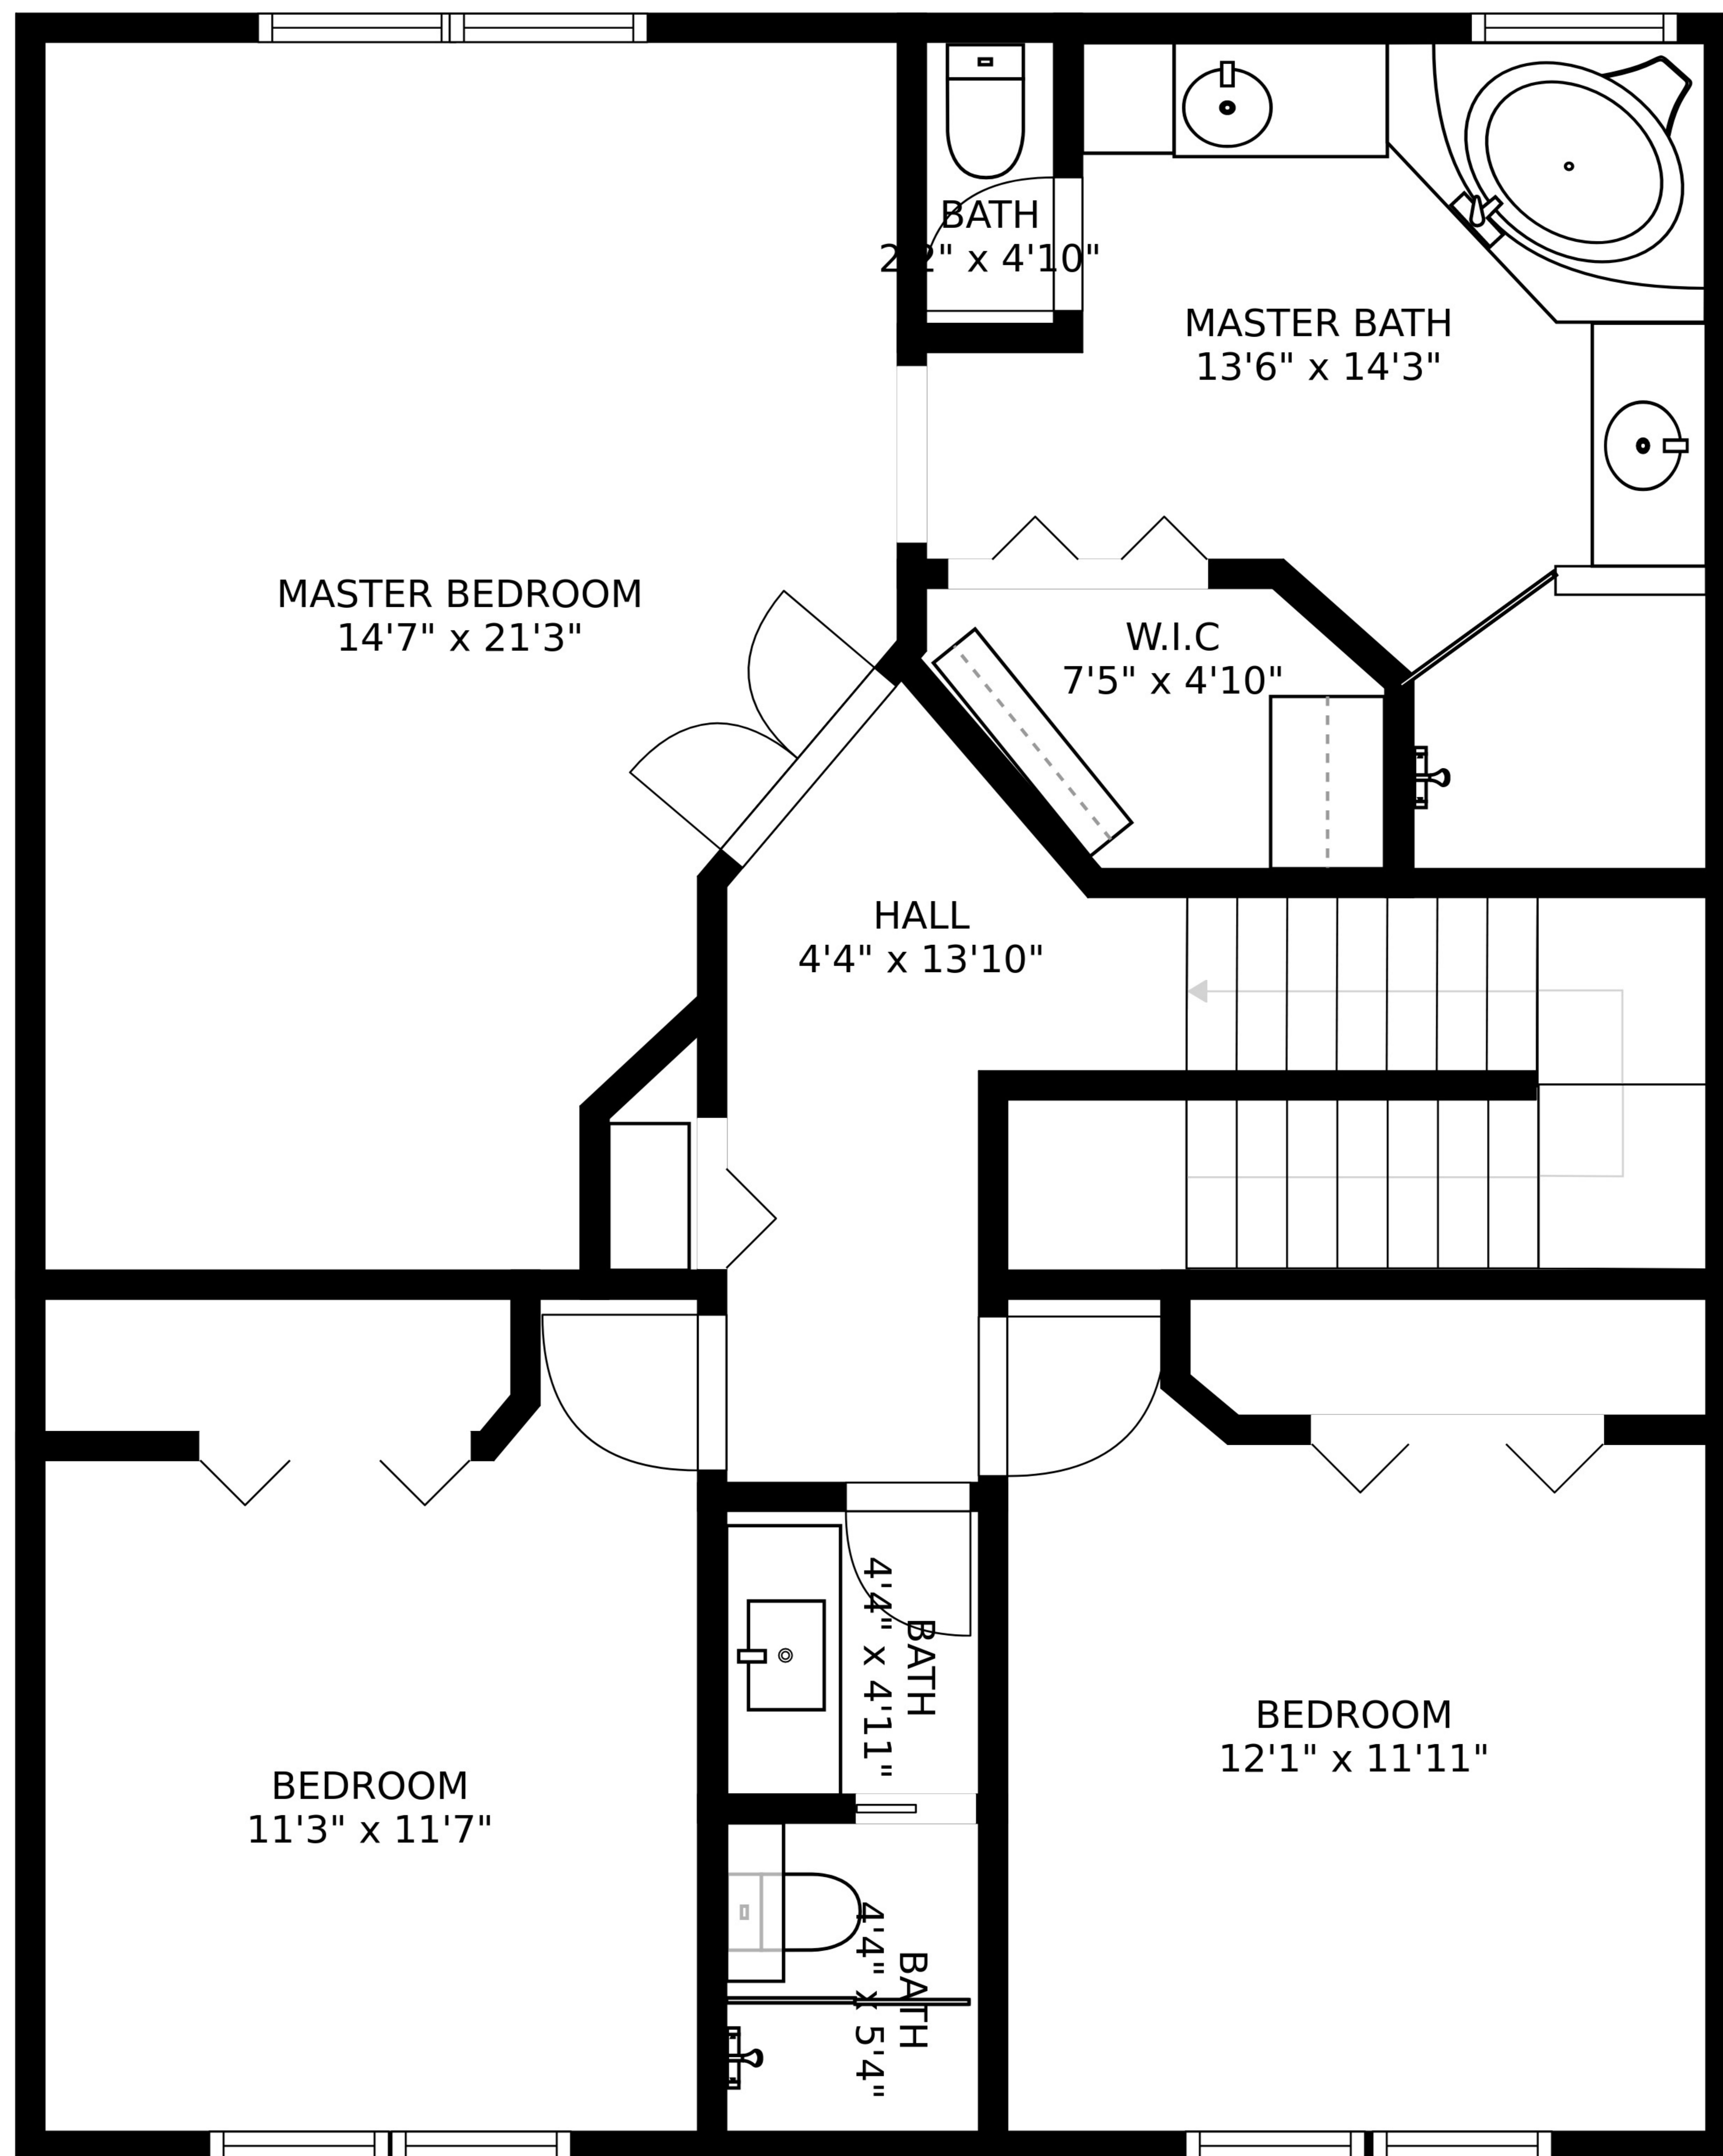 BATH
2'2" x 4'10"
MASTER BATH
13'6" x 14'3"
MASTER BEDROOM
14'7" x 21'3"
W.I.C
7'5" x 4'10"
HALL
4'4" x 13'10"
BATH
4'4" x 4'11"
BEDROOM
12'1" x 11'11"
BEDROOM
11'3" x 11'7"
BATH
4'4" x 5'4"